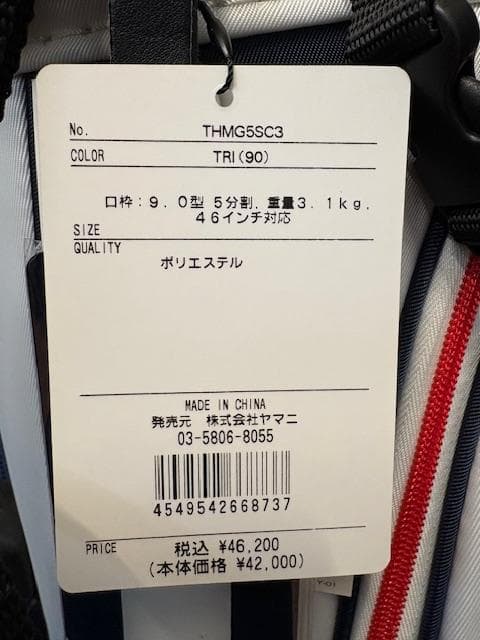 No. THMG5SC3
COLOR TRI(90)
口枠:9.0型 5分割,重量3.1kg,
46インチ対応
SIZE
QUALITY
ポリエステル
MADE IN CHINA
発売元 株式会社ヤマニ
03-5806-8055
4549542668737
PRICE 税込 ¥46,200
(本体価格 ¥42,000)